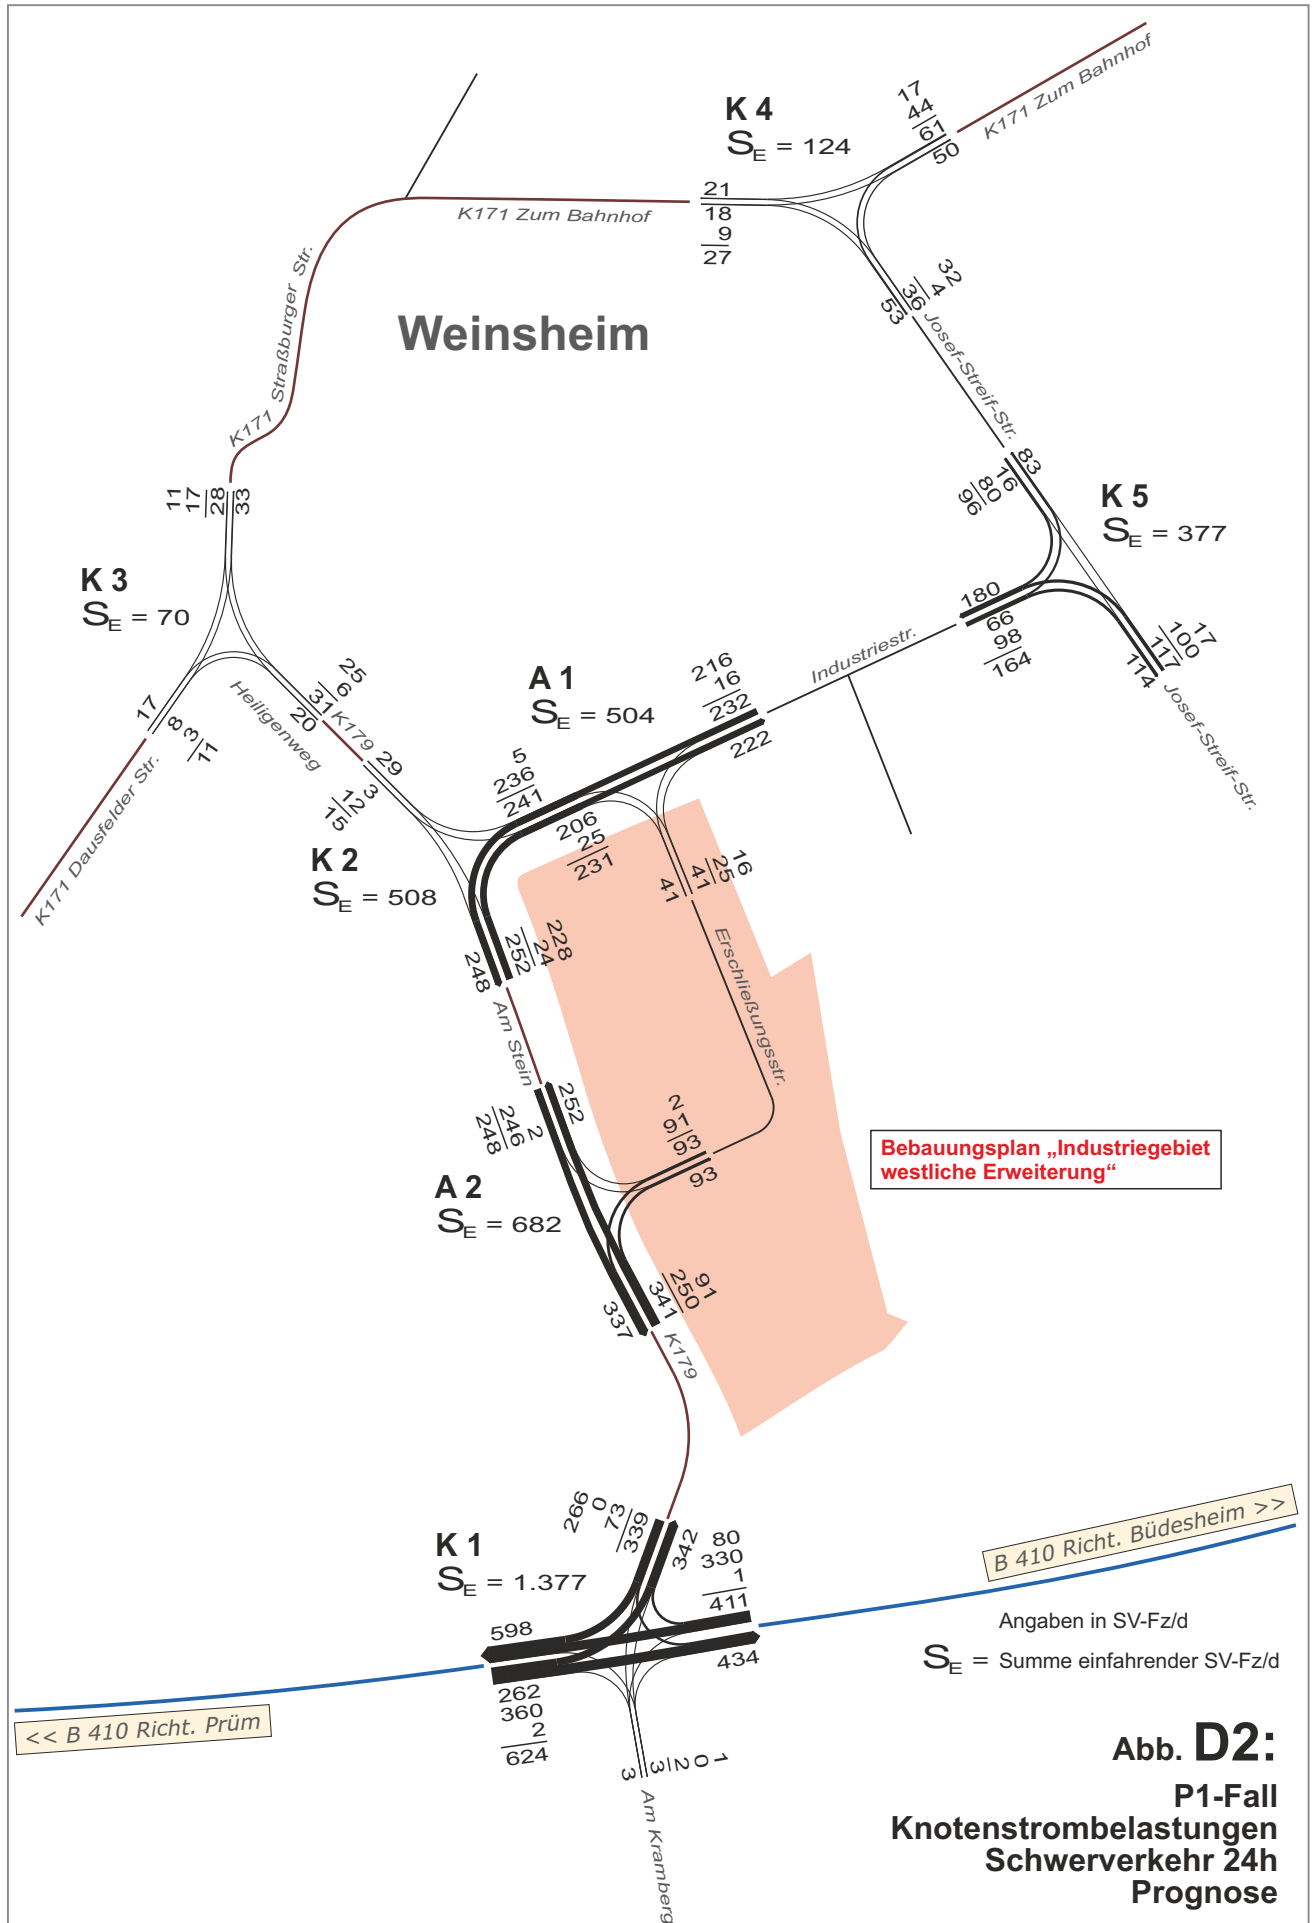 K 4
S_E = 124
17
44
61
50
K171 Zum Bahnhof
21
18
9
27
K171 Zum Bahnhof
32
4
36
53
Josef-Streif-Str.
K171 Straßburger Str.
Weinsheim
83
16
80
96
K 5
S_E = 377
180
66
98
164
17
100
117
114
Josef-Streif-Str.
Industriestr.
11
17
28
33
K 3
S_E = 70
17
8
3
11
K171 Dausfelder Str.
25
6
31
20
K179
Heiligenweg
29
3
12
15
K 2
S_E = 508
A 1
S_E = 504
216
16
232
222
5
236
241
206
25
231
16
25
41
41
Erschließungsstr.
228
24
252
248
Am Stein
252
2
246
248
A 2
S_E = 682
2
91
93
93
91
250
341
337
K179
Bebauungsplan „Industriegebiet
westliche Erweiterung“
266
0
73
339
342
K 1
S_E = 1.377
80
330
1
411
598
434
262
360
2
624
1
0
2
3
3
Am Kramberg
B 410 Richt. Büdesheim >>
<< B 410 Richt. Prüm
Angaben in SV-Fz/d
S_E = Summe einfahrender SV-Fz/d
Abb. D2:
P1-Fall
Knotenstrombelastungen
Schwerverkehr 24h
Prognose